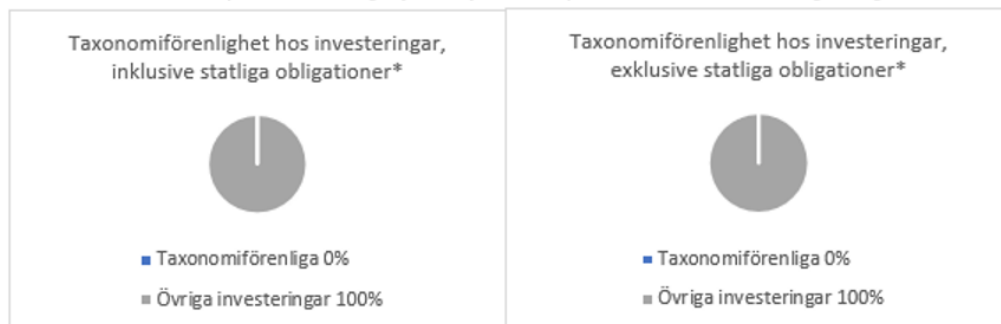 Taxonomiförenlighet hos investeringar,
inklusive statliga obligationer*
Taxonomiförenliga 0%
Övriga investeringar 100%
Taxonomiförenlighet hos investeringar,
exklusive statliga obligationer*
Taxonomiförenliga 0%
Övriga investeringar 100%